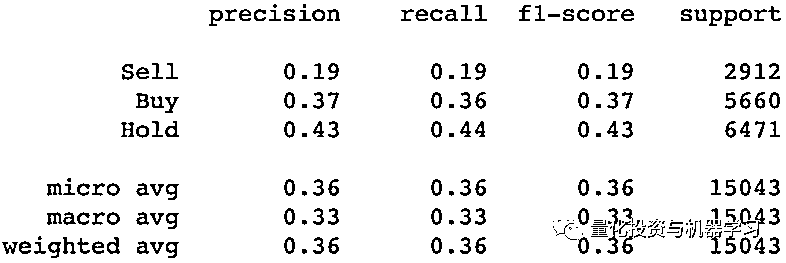 precision recall f1-score support
Sell 0.19 0.19 0.19 2912
Buy 0.37 0.36 0.37 5660
Hold 0.43 0.44 0.43 6471
micro avg 0.36 0.36 0.36 15043
macro avg 0.33 0.33 0.33 15043
weighted avg 0.36 0.36 0.36 15043
量化投资与机器学习